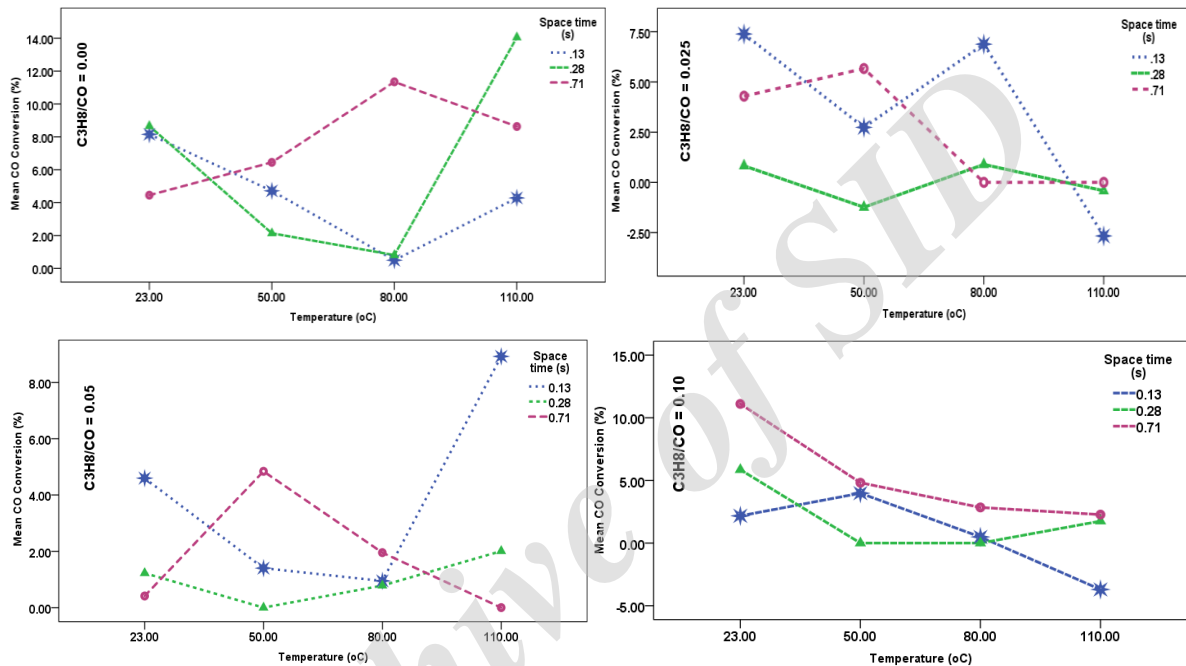 Space time
(s)
.13
.28
.71
C3H8/CO = 0.00
Mean CO Conversion (%)
14.00
12.00
10.00
8.00
6.00
4.00
2.00
0.00
23.00 50.00 80.00 110.00
Temperature (oC)
Space time
(s)
.13
.28
.71
C3H8/CO = 0.025
Mean CO Conversion (%)
7.50
5.00
2.50
0.00
-2.50
23.00 50.00 80.00 110.00
Temperature (oC)
Space
time (s)
0.13
0.28
0.71
C3H8/CO = 0.05
Mean CO Conversion (%)
8.00
6.00
4.00
2.00
0.00
23.00 50.00 80.00 110.00
Temperature (oC)
Space time
(s)
0.13
0.28
0.71
C3H8/CO = 0.10
Mean CO Conversion (%)
15.00
10.00
5.00
0.00
-5.00
23.00 50.00 80.00 110.00
Temperature (oC)
hive of SID